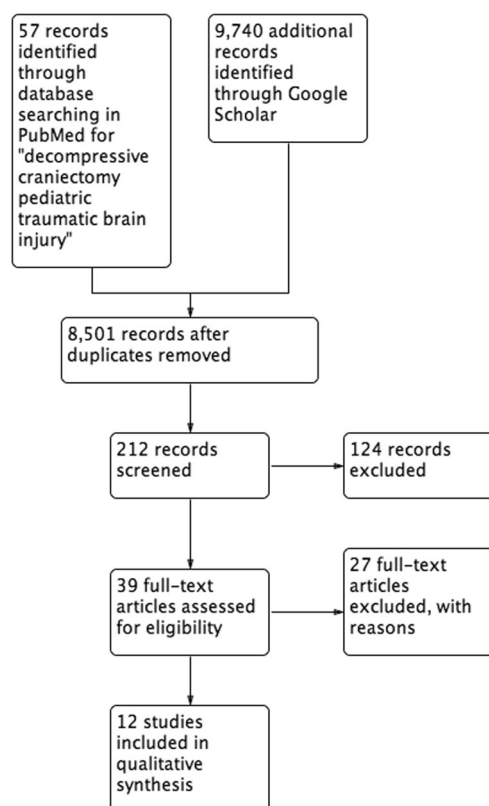 57 records
identified
through
database
searching in
PubMed for
"decompressive
craniectomy
pediatric
traumatic brain
injury"
9,740 additional
records
identified
through Google
Scholar
8,501 records after
duplicates removed
212 records
screened
124 records
excluded
39 full-text
articles assessed
for eligibility
27 full-text
articles
excluded, with
reasons
12 studies
included in
qualitative
synthesis